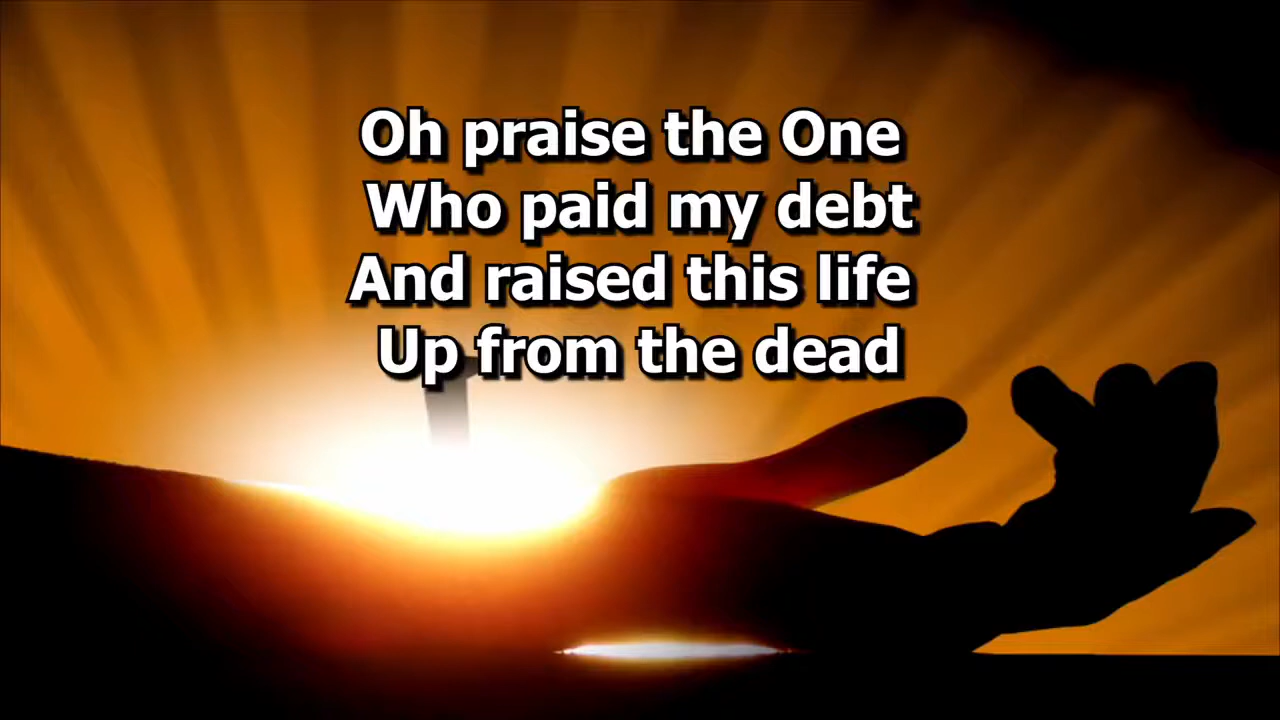 Oh praise the One
Who paid my debt
And raised this life
Up from the dead